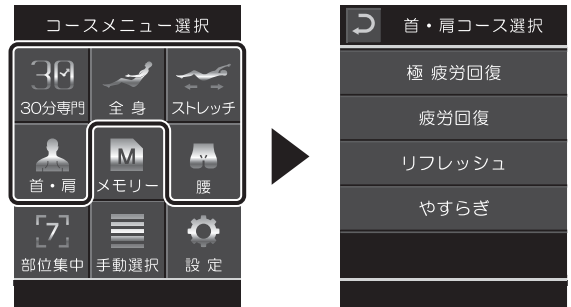 コースメニュー選択
30
30分専門
全 身
ストレッチ
首・肩
M
メモリー
腰
7
部位集中
手動選択
設 定
首・肩コース選択
極 疲労回復
疲労回復
リフレッシュ
やすらぎ